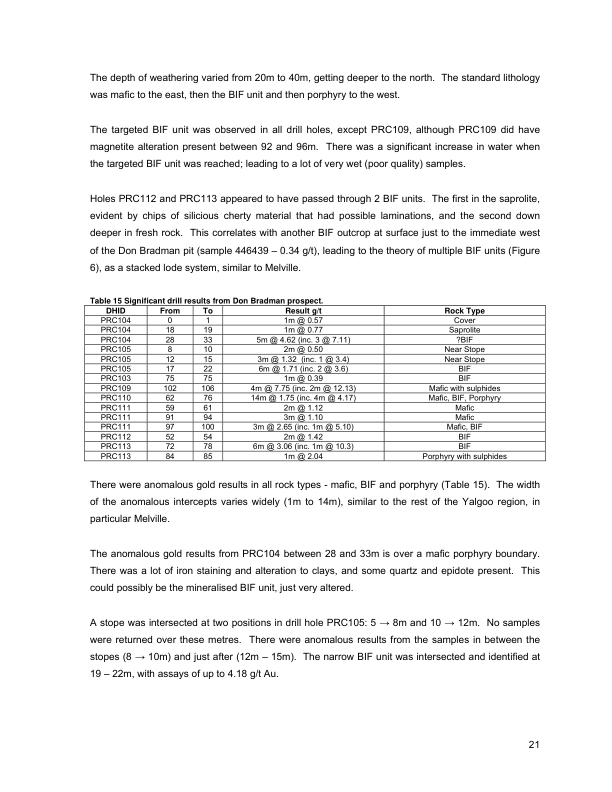 The depth of weathering varied from 20m to 40m, getting deeper to the north. The standard lithology
was mafic to the east, then the BIF unit and then porphyry to the west.
The targeted BIF unit was observed in all drill holes, except PRC109, although PRC109 did have
magnetite alteration present between 92 and 96m. There was a significant increase in water when
the targeted BIF unit was reached; leading to a lot of very wet (poor quality) samples.
Holes PRC112 and PRC113 appeared to have passed through 2 BIF units. The first in the saprolite,
evident by chips of silicious cherty material that had possible laminations, and the second down
deeper in fresh rock. This correlates with another BIF outcrop at surface just to the immediate west
of the Don Bradman pit (sample 446439 – 0.34 g/t), leading to the theory of multiple BIF units (Figure
6), as a stacked lode system, similar to Melville.
Table 15 Significant drill results from Don Bradman prospect.
DHID From To Result g/t Rock Type
PRC104 0 1 1m @ 0.57 Cover
PRC104 18 19 1m @ 0.77 Saprolite
PRC104 28 33 5m @ 4.62 (inc. 3 @ 7.11) ?BIF
PRC105 8 10 2m @ 0.50 Near Stope
PRC105 12 15 3m @ 1.32 (inc. 1 @ 3.4) Near Stope
PRC105 17 22 6m @ 1.71 (inc. 2 @ 3.6) BIF
PRC103 75 75 1m @ 0.39 BIF
PRC109 102 106 4m @ 7.75 (inc. 2m @ 12.13) Mafic with sulphides
PRC110 62 76 14m @ 1.75 (inc. 4m @ 4.17) Mafic, BIF, Porphyry
PRC111 59 61 2m @ 1.12 Mafic
PRC111 91 94 3m @ 1.10 Mafic
PRC111 97 100 3m @ 2.65 (inc. 1m @ 5.10) Mafic, BIF
PRC112 52 54 2m @ 1.42 BIF
PRC113 72 78 6m @ 3.06 (inc. 1m @ 10.3) BIF
PRC113 84 85 1m @ 2.04 Porphyry with sulphides
There were anomalous gold results in all rock types - mafic, BIF and porphyry (Table 15). The width
of the anomalous intercepts varies widely (1m to 14m), similar to the rest of the Yalgoo region, in
particular Melville.
The anomalous gold results from PRC104 between 28 and 33m is over a mafic porphyry boundary.
There was a lot of iron staining and alteration to clays, and some quartz and epidote present. This
could possibly be the mineralised BIF unit, just very altered.
A stope was intersected at two positions in drill hole PRC105: 5 → 8m and 10 → 12m. No samples
were returned over these metres. There were anomalous results from the samples in between the
stopes (8 → 10m) and just after (12m – 15m). The narrow BIF unit was intersected and identified at
19 – 22m, with assays of up to 4.18 g/t Au.
21